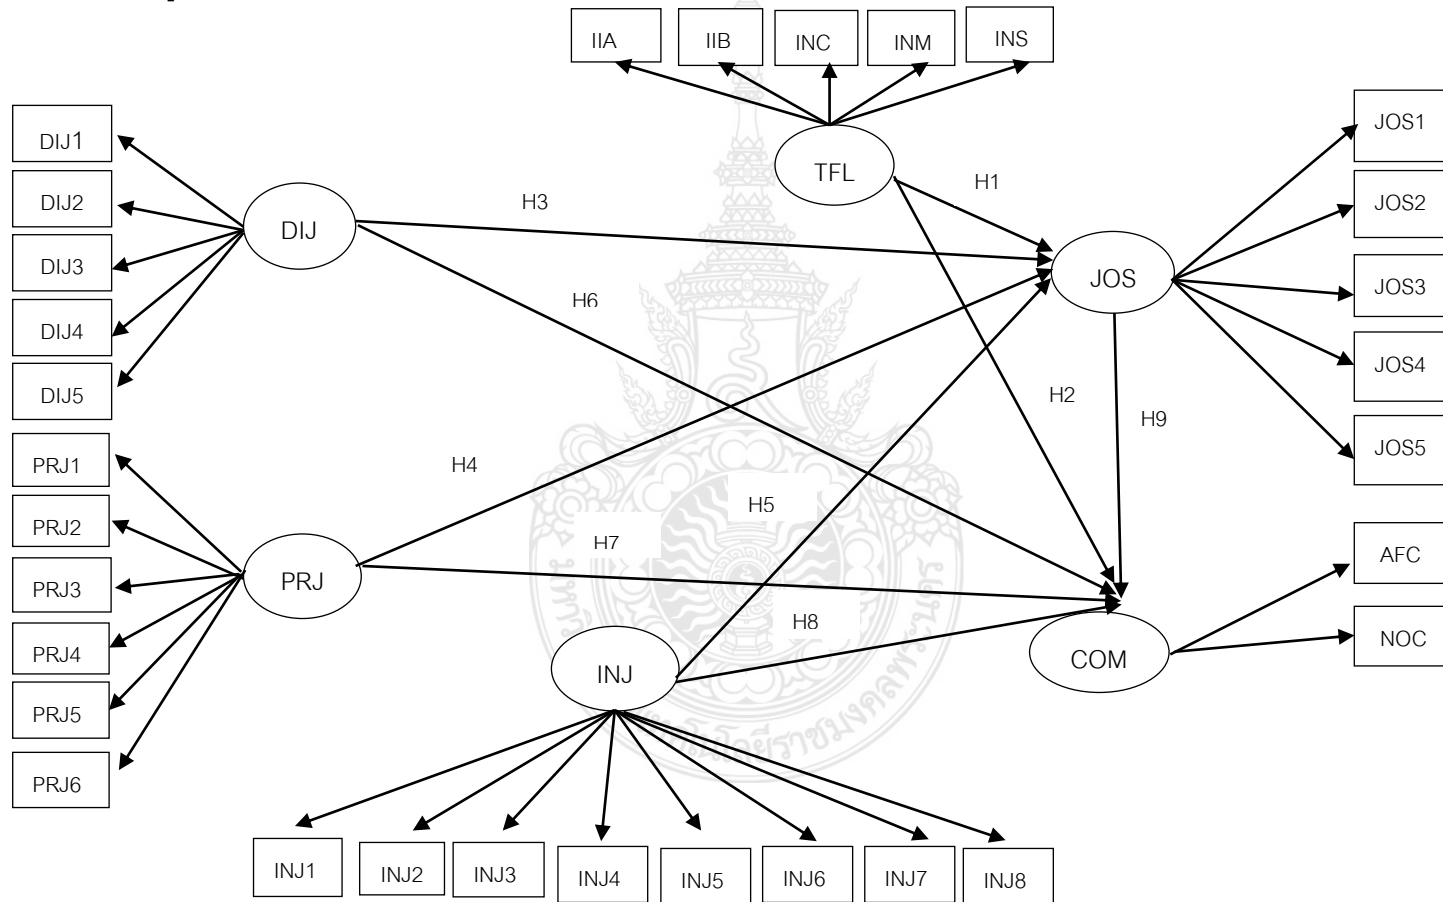 IIA
IIB
INC
INM
INS
TFL
DIJ1
DIJ2
DIJ3
DIJ4
DIJ5
DIJ
H3
H1
JOS
JOS1
JOS2
JOS3
JOS4
JOS5
H6
H2
H9
PRJ1
PRJ2
PRJ3
PRJ4
PRJ5
PRJ6
PRJ
H4
H5
H7
H8
INJ
COM
AFC
NOC
INJ1
INJ2
INJ3
INJ4
INJ5
INJ6
INJ7
INJ8